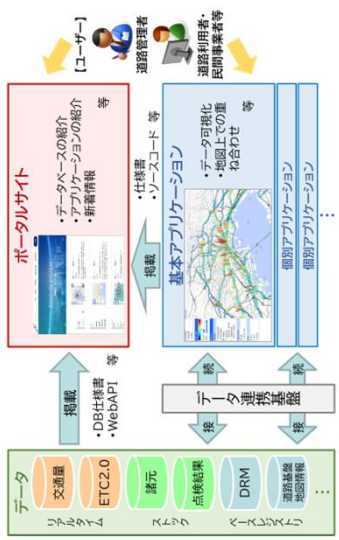 【ユーザー】
道路管理者
道路利用者・
民間事業者等
ポータルサイト
・データベースの紹介
・アプリケーションの紹介
・新着情報
等
掲載
・DB仕様書
・WebAPI
等
掲載
・仕様書
・ソースコード
等
基本アプリケーション
・データ可視化
・地図上での重
ね合わせ
等
個別アプリケーション
個別アプリケーション
…
接
続
接
続
データ連携基盤
データ
リアルタイム
交通量
ETC2.0
ストック
諸元
点検結果
ベースレジストリ
DRM
道路基盤
地図情報
…